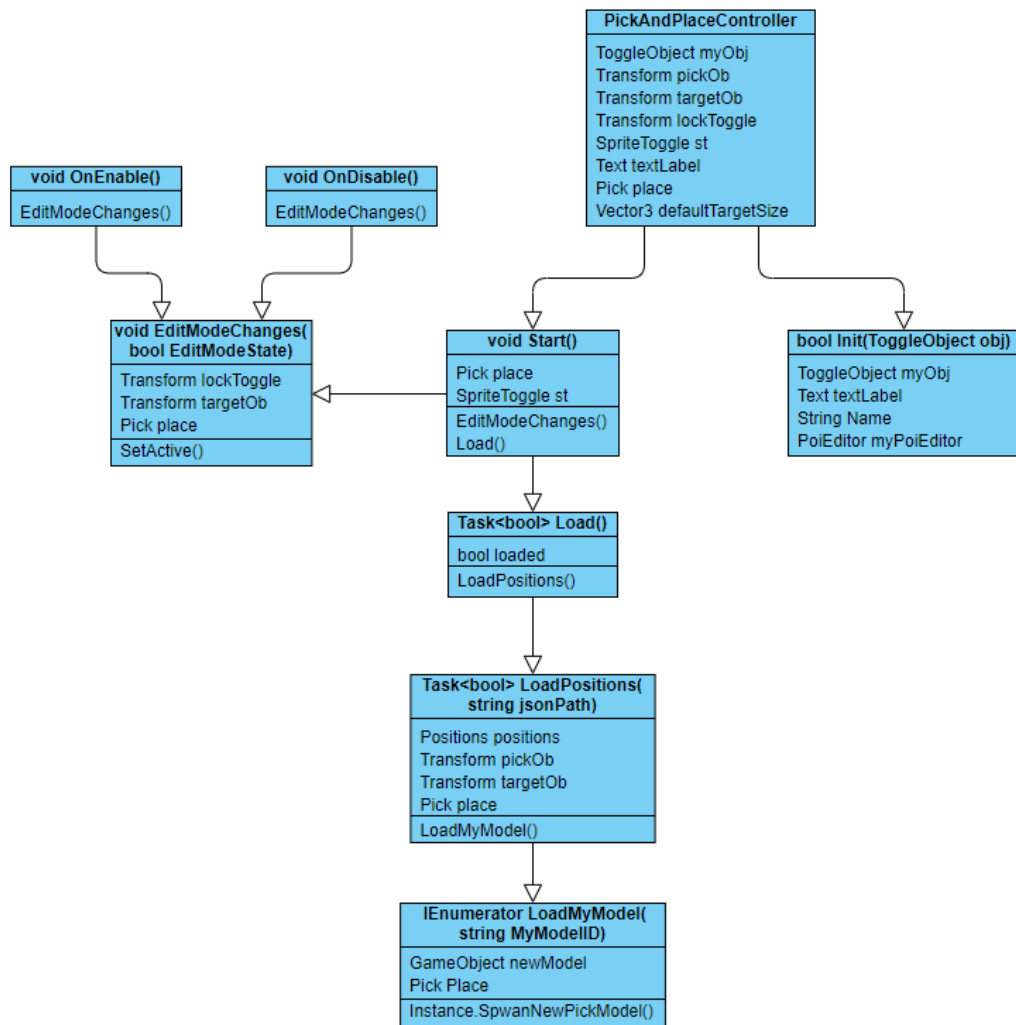 PickAndPlaceController
ToggleObject myObj
Transform pickOb
Transform targetOb
Transform lockToggle
SpriteToggle st
Text textLabel
Pick place
Vector3 defaultTargetSize
void OnEnable()
EditModeChanges()
void OnDisable()
EditModeChanges()
void EditModeChanges(
bool EditModeState)
Transform lockToggle
Transform targetOb
Pick place
SetActive()
void Start()
Pick place
SpriteToggle st
EditModeChanges()
Load()
bool Init(ToggleObject obj)
ToggleObject myObj
Text textLabel
String Name
PoiEditor myPoiEditor
Task<bool> Load()
bool loaded
LoadPositions()
Task<bool> LoadPositions(
string jsonPath)
Positions positions
Transform pickOb
Transform targetOb
Pick place
LoadMyModel()
IEnumerator LoadMyModel(
string MyModelID)
GameObject newModel
Pick Place
Instance.SpwanNewPickModel()